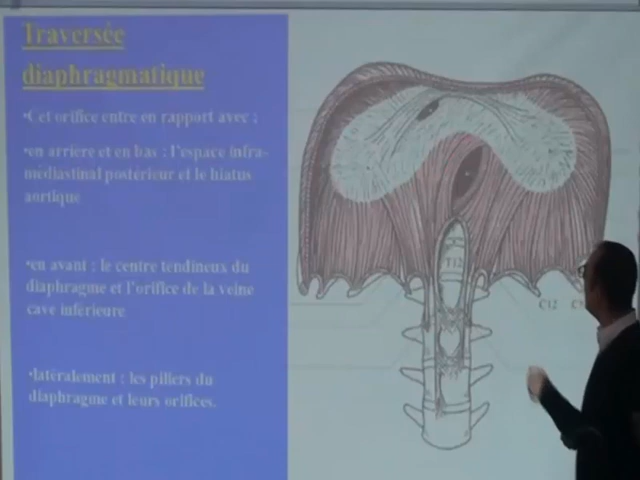 Traversée
diaphragmatique
•Cet orifice entre en rapport avec :
•en arrière et en bas : l'espace infra-
médiastinal postérieur et le hiatus
aortique
•en avant : le centre tendineux du
diaphragme et l'orifice de la veine
cave inférieure
•latéralement : les piliers du
diaphragme et leurs orifices.
T12
C12